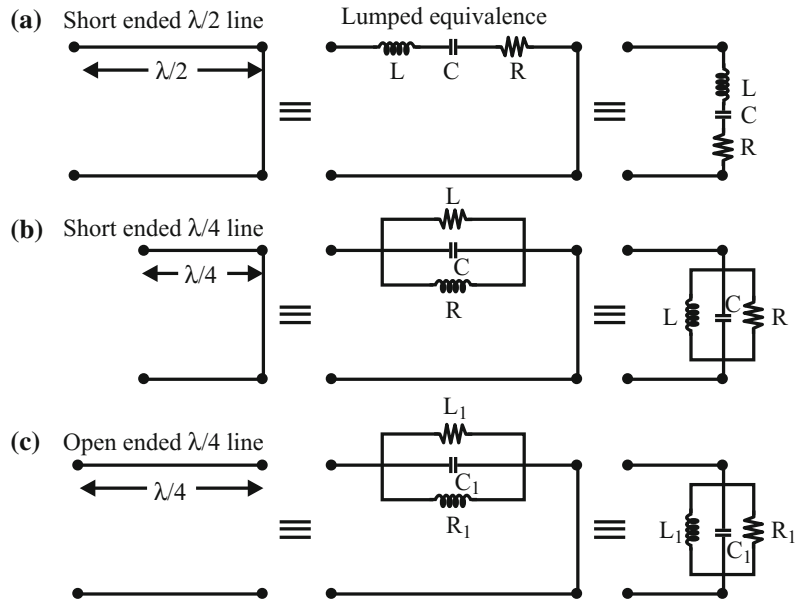 (a) Short ended λ/2 line
Lumped equivalence
λ/2
L C R
L
C
R
(b) Short ended λ/4 line
λ/4
L
C
R
L C R
(c) Open ended λ/4 line
λ/4
L₁
C₁
R₁
L₁ C₁ R₁